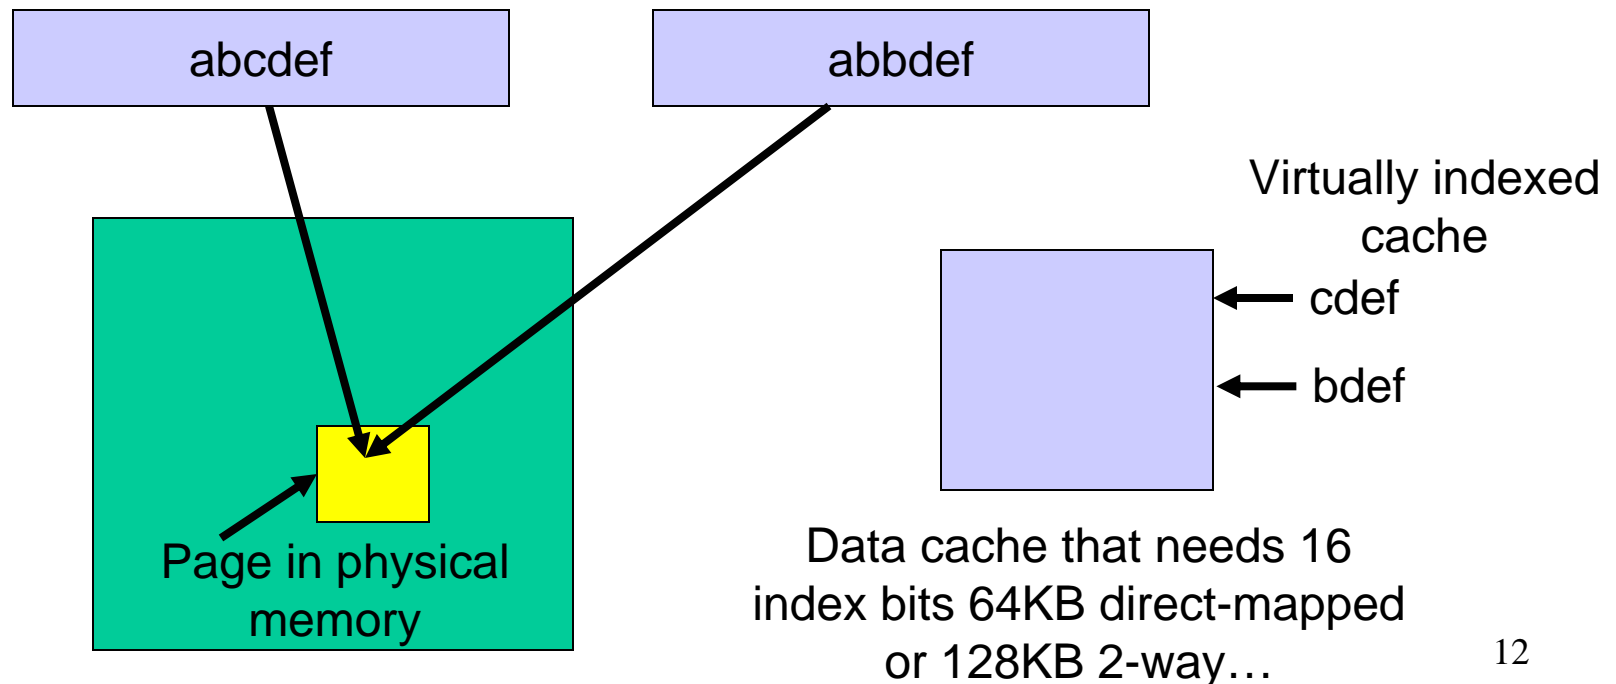 abcdef
abbdef
Virtually indexed
cache
cdef
bdef
Page in physical
memory
Data cache that needs 16
index bits 64KB direct-mapped
or 128KB 2-way…
12